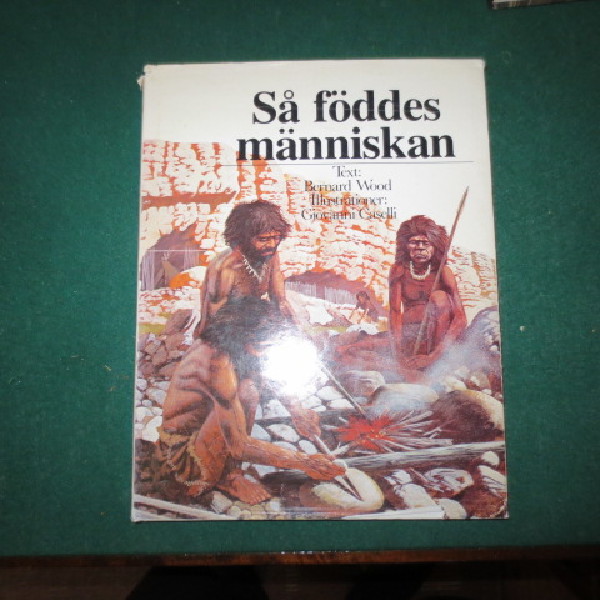 Så föddes
människan
Text:
Bernard Wood
Illustrationer:
Giovanni Caselli